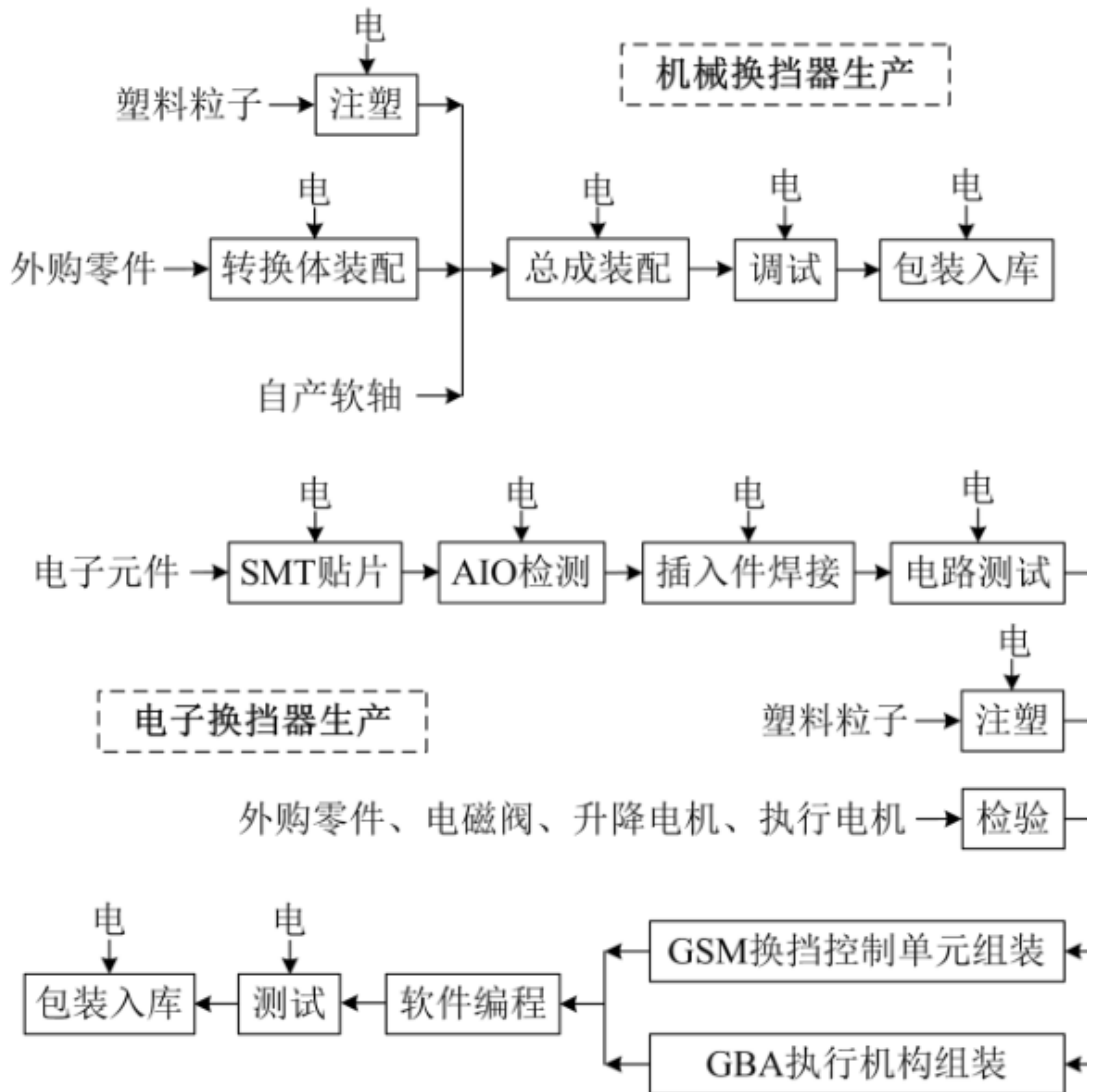 电
机械换挡器生产
塑料粒子 注塑
电 电 电 电
外购零件 转换体装配 总成装配 调试 包装入库
自产软轴
电 电 电 电
电子元件 SMT贴片 AIO检测 插入件焊接 电路测试
电
电子换挡器生产 塑料粒子 注塑
外购零件、电磁阀、升降电机、执行电机 检验
电 电
GSM换挡控制单元组装
包装入库 测试 软件编程
GBA执行机构组装